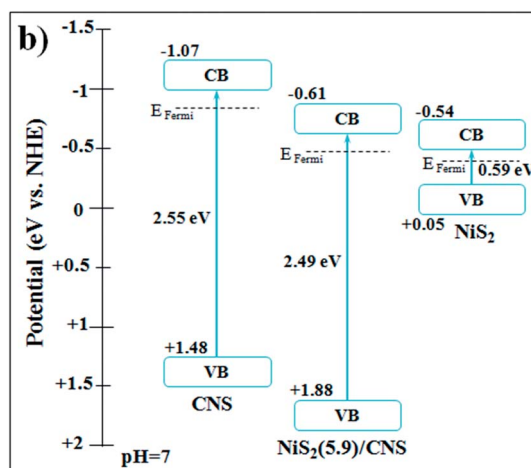 b)
Potential (eV vs. NHE)
-1.5
-1
-0.5
0
+0.5
+1
+1.5
+2
pH=7
-1.07
CB
E Fermi
2.55 eV
+1.48
VB
CNS
-0.61
CB
E Fermi
2.49 eV
+1.88
VB
NiS₂(5.9)/CNS
-0.54
CB
E Fermi
0.59 eV
VB
+0.05
NiS₂